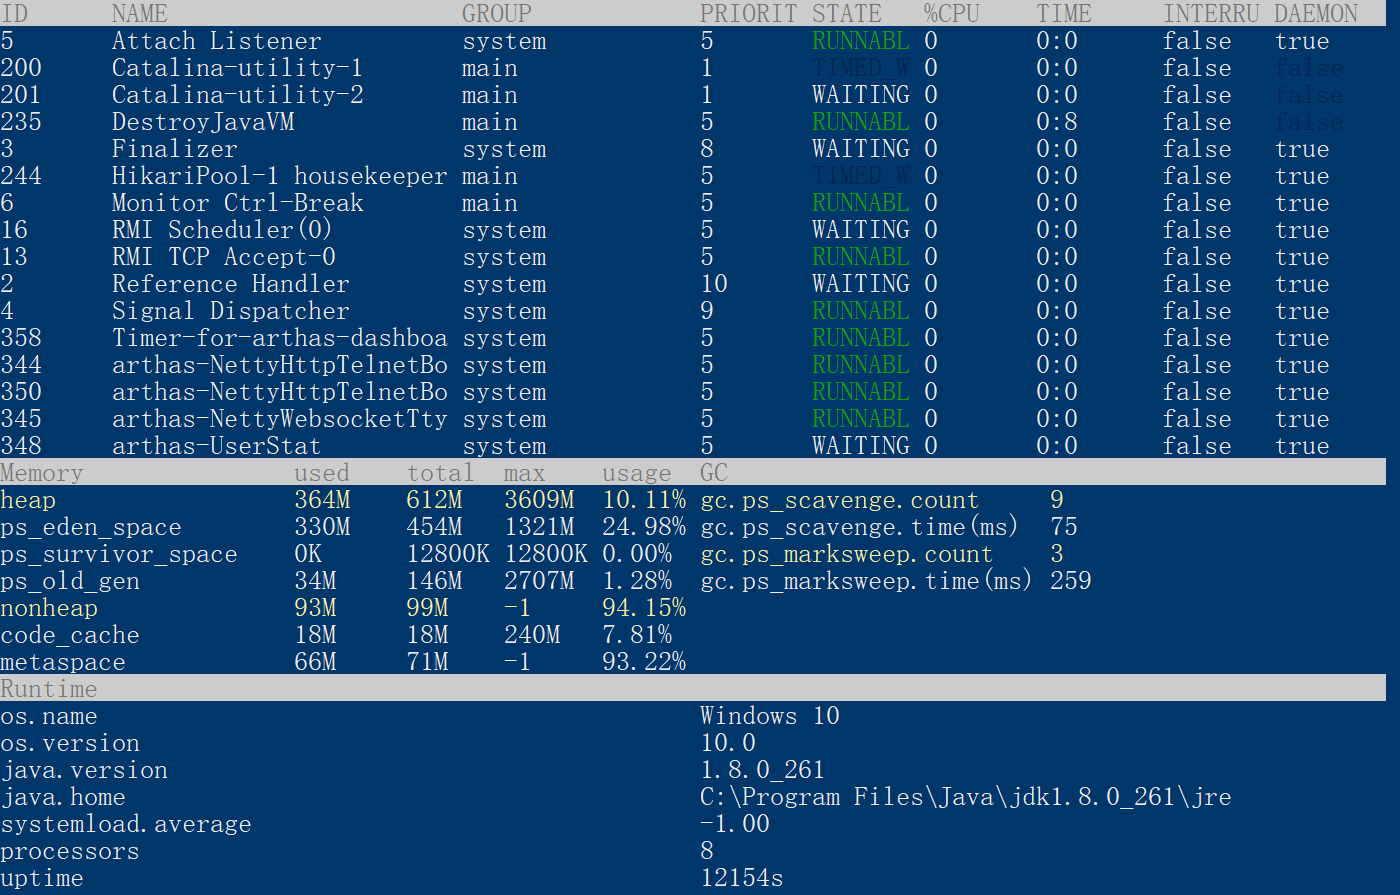 ID NAME GROUP PRIORIT STATE %CPU TIME INTERRU DAEMON
5 Attach Listener system 5 RUNNABL 0 0:0 false true
200 Catalina-utility-1 main 1 TIMED_W 0 0:0 false false
201 Catalina-utility-2 main 1 WAITING 0 0:0 false false
235 DestroyJavaVM main 5 RUNNABL 0 0:8 false false
3 Finalizer system 8 WAITING 0 0:0 false true
244 HikariPool-1 housekeeper main 5 TIMED_W 0 0:0 false true
6 Monitor Ctrl-Break main 5 RUNNABL 0 0:0 false true
16 RMI Scheduler(0) system 5 WAITING 0 0:0 false true
13 RMI TCP Accept-0 system 5 RUNNABL 0 0:0 false true
2 Reference Handler system 10 WAITING 0 0:0 false true
4 Signal Dispatcher system 9 RUNNABL 0 0:0 false true
358 Timer-for-arthas-dashboa system 5 RUNNABL 0 0:0 false true
344 arthas-NettyHttpTelnetBo system 5 RUNNABL 0 0:0 false true
350 arthas-NettyHttpTelnetBo system 5 RUNNABL 0 0:0 false true
345 arthas-NettyWebsocketTty system 5 RUNNABL 0 0:0 false true
348 arthas-UserStat system 5 WAITING 0 0:0 false true
Memory used total max usage GC
heap 364M 612M 3609M 10.11% gc.ps_scavenge.count 9
ps_eden_space 330M 454M 1321M 24.98% gc.ps_scavenge.time(ms) 75
ps_survivor_space 0K 12800K 12800K 0.00% gc.ps_marksweep.count 3
ps_old_gen 34M 146M 2707M 1.28% gc.ps_marksweep.time(ms) 259
nonheap 93M 99M -1 94.15%
code_cache 18M 18M 240M 7.81%
metaspace 66M 71M -1 93.22%
Runtime
os.name Windows 10
os.version 10.0
java.version 1.8.0_261
java.home C:\Program Files\Java\jdk1.8.0_261\jre
systemload.average -1.00
processors 8
uptime 12154s